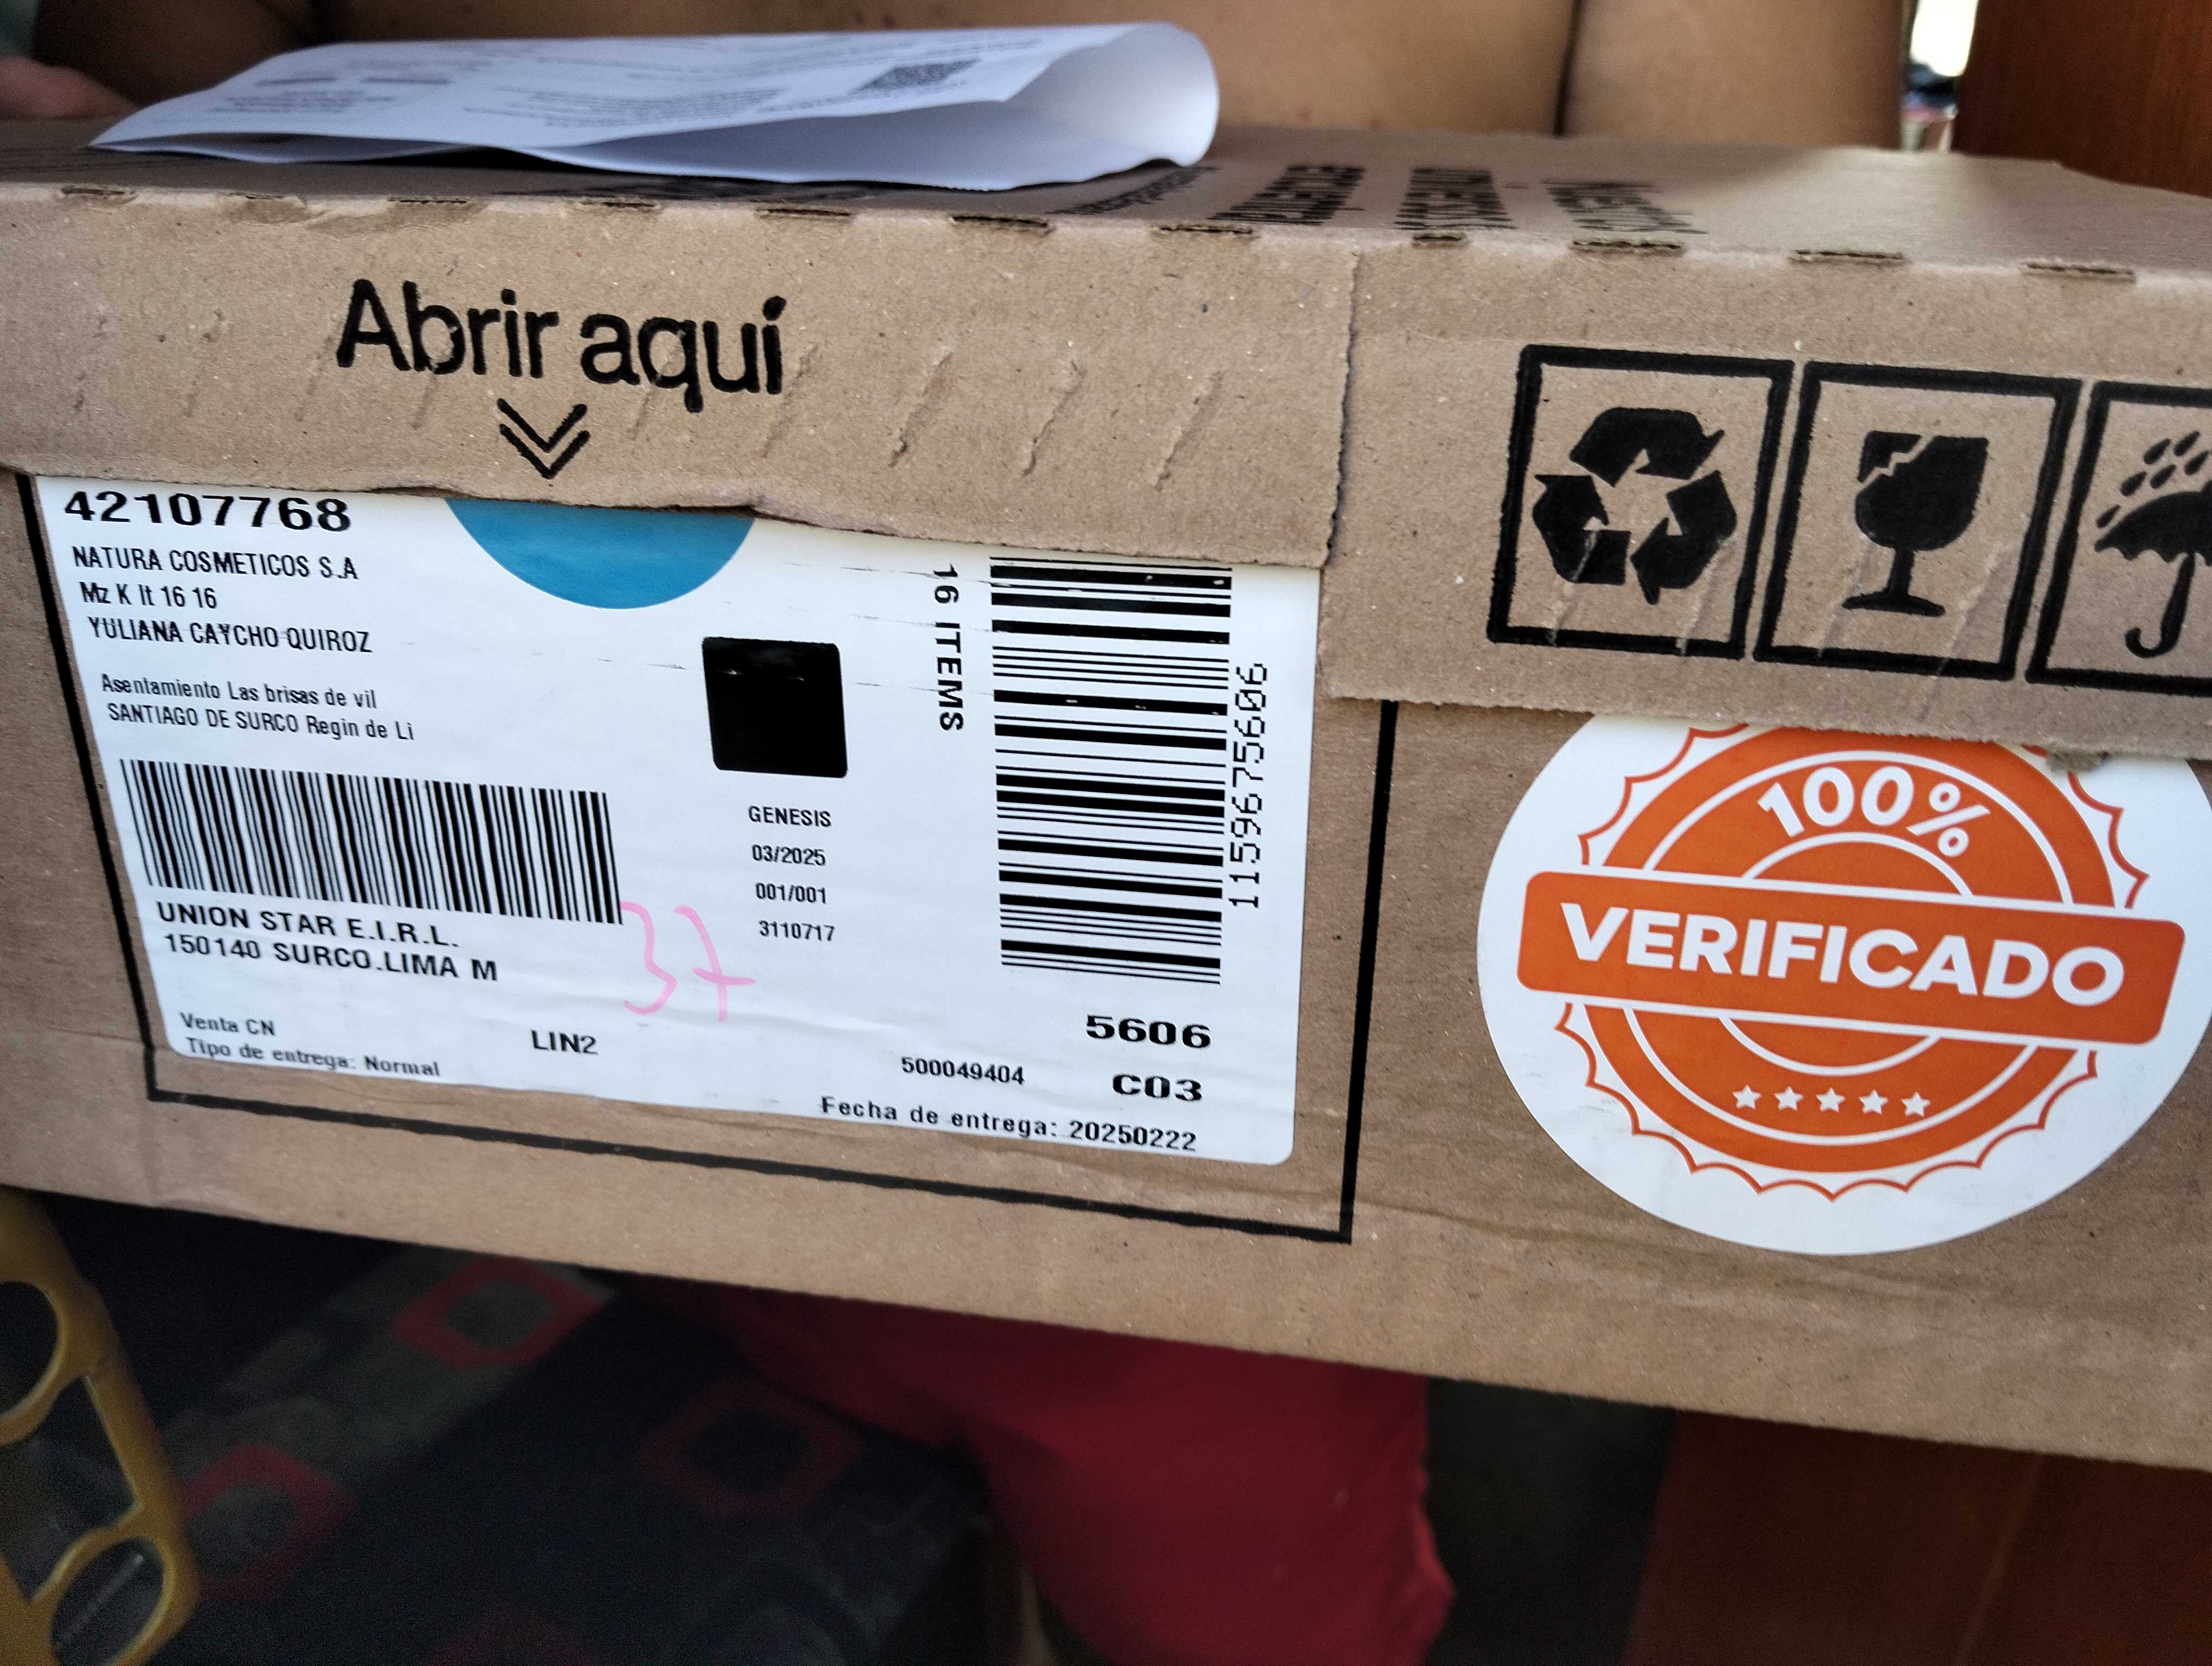 Abrir aquí
42107768
NATURA COSMETICOS S.A
Mz K lt 16 16
YULIANA CAYCHO QUIROZ
Asentamiento Las brisas de vil
SANTIAGO DE SURCO Regin de Li
16 ITEMS
1159675606
GENESIS
03/2025
001/001
3110717
UNION STAR E.I.R.L.
150140 SURCO.LIMA M
37
Venta CN
Tipo de entrega: Normal
LIN2
5606
500049404
C03
Fecha de entrega: 20250222
100%
VERIFICADO